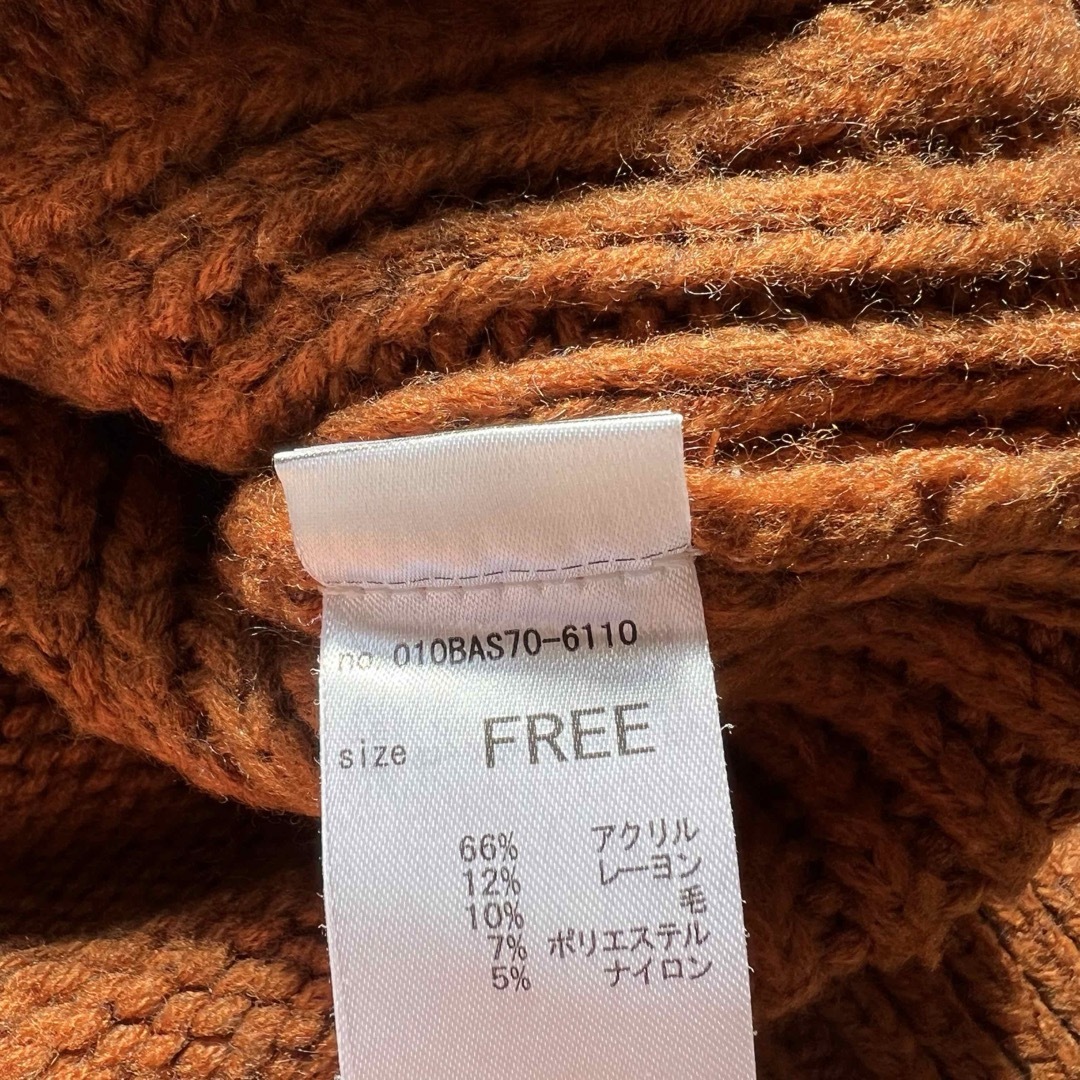 no. 010BAS70-6110
size FREE
66% アクリル
12% レーヨン
10% 毛
7% ポリエステル
5% ナイロン